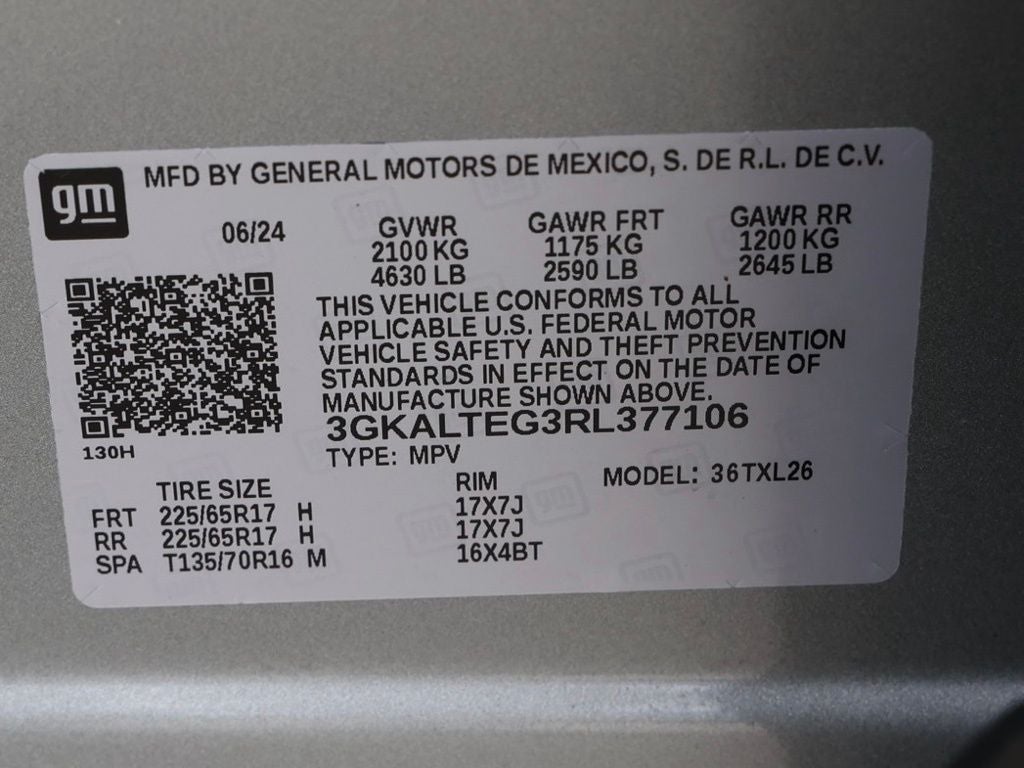 gm
MFD BY GENERAL MOTORS DE MEXICO, S. DE R.L. DE C.V.
06/24 GVWR GAWR FRT GAWR RR
2100 KG 1175 KG 1200 KG
4630 LB 2590 LB 2645 LB
THIS VEHICLE CONFORMS TO ALL
APPLICABLE U.S. FEDERAL MOTOR
VEHICLE SAFETY AND THEFT PREVENTION
STANDARDS IN EFFECT ON THE DATE OF
MANUFACTURE SHOWN ABOVE.
3GKALTEG3RL377106
130H
TYPE: MPV
TIRE SIZE RIM MODEL: 36TXL26
FRT 225/65R17 H 17X7J
RR 225/65R17 H 17X7J
SPA T135/70R16 M 16X4BT